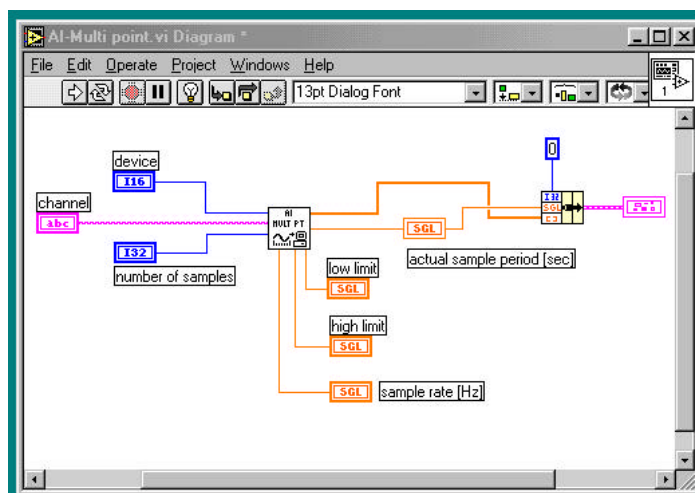 AI-Multi point.vi Diagram *
File Edit Operate Project Windows Help
13pt Dialog Font
1
device
I16
0
channel
abc
AI
MULT PT
I32
SGL
SGL
I32
number of samples
actual sample period [sec]
low limit
SGL
high limit
SGL
SGL
sample rate [Hz]